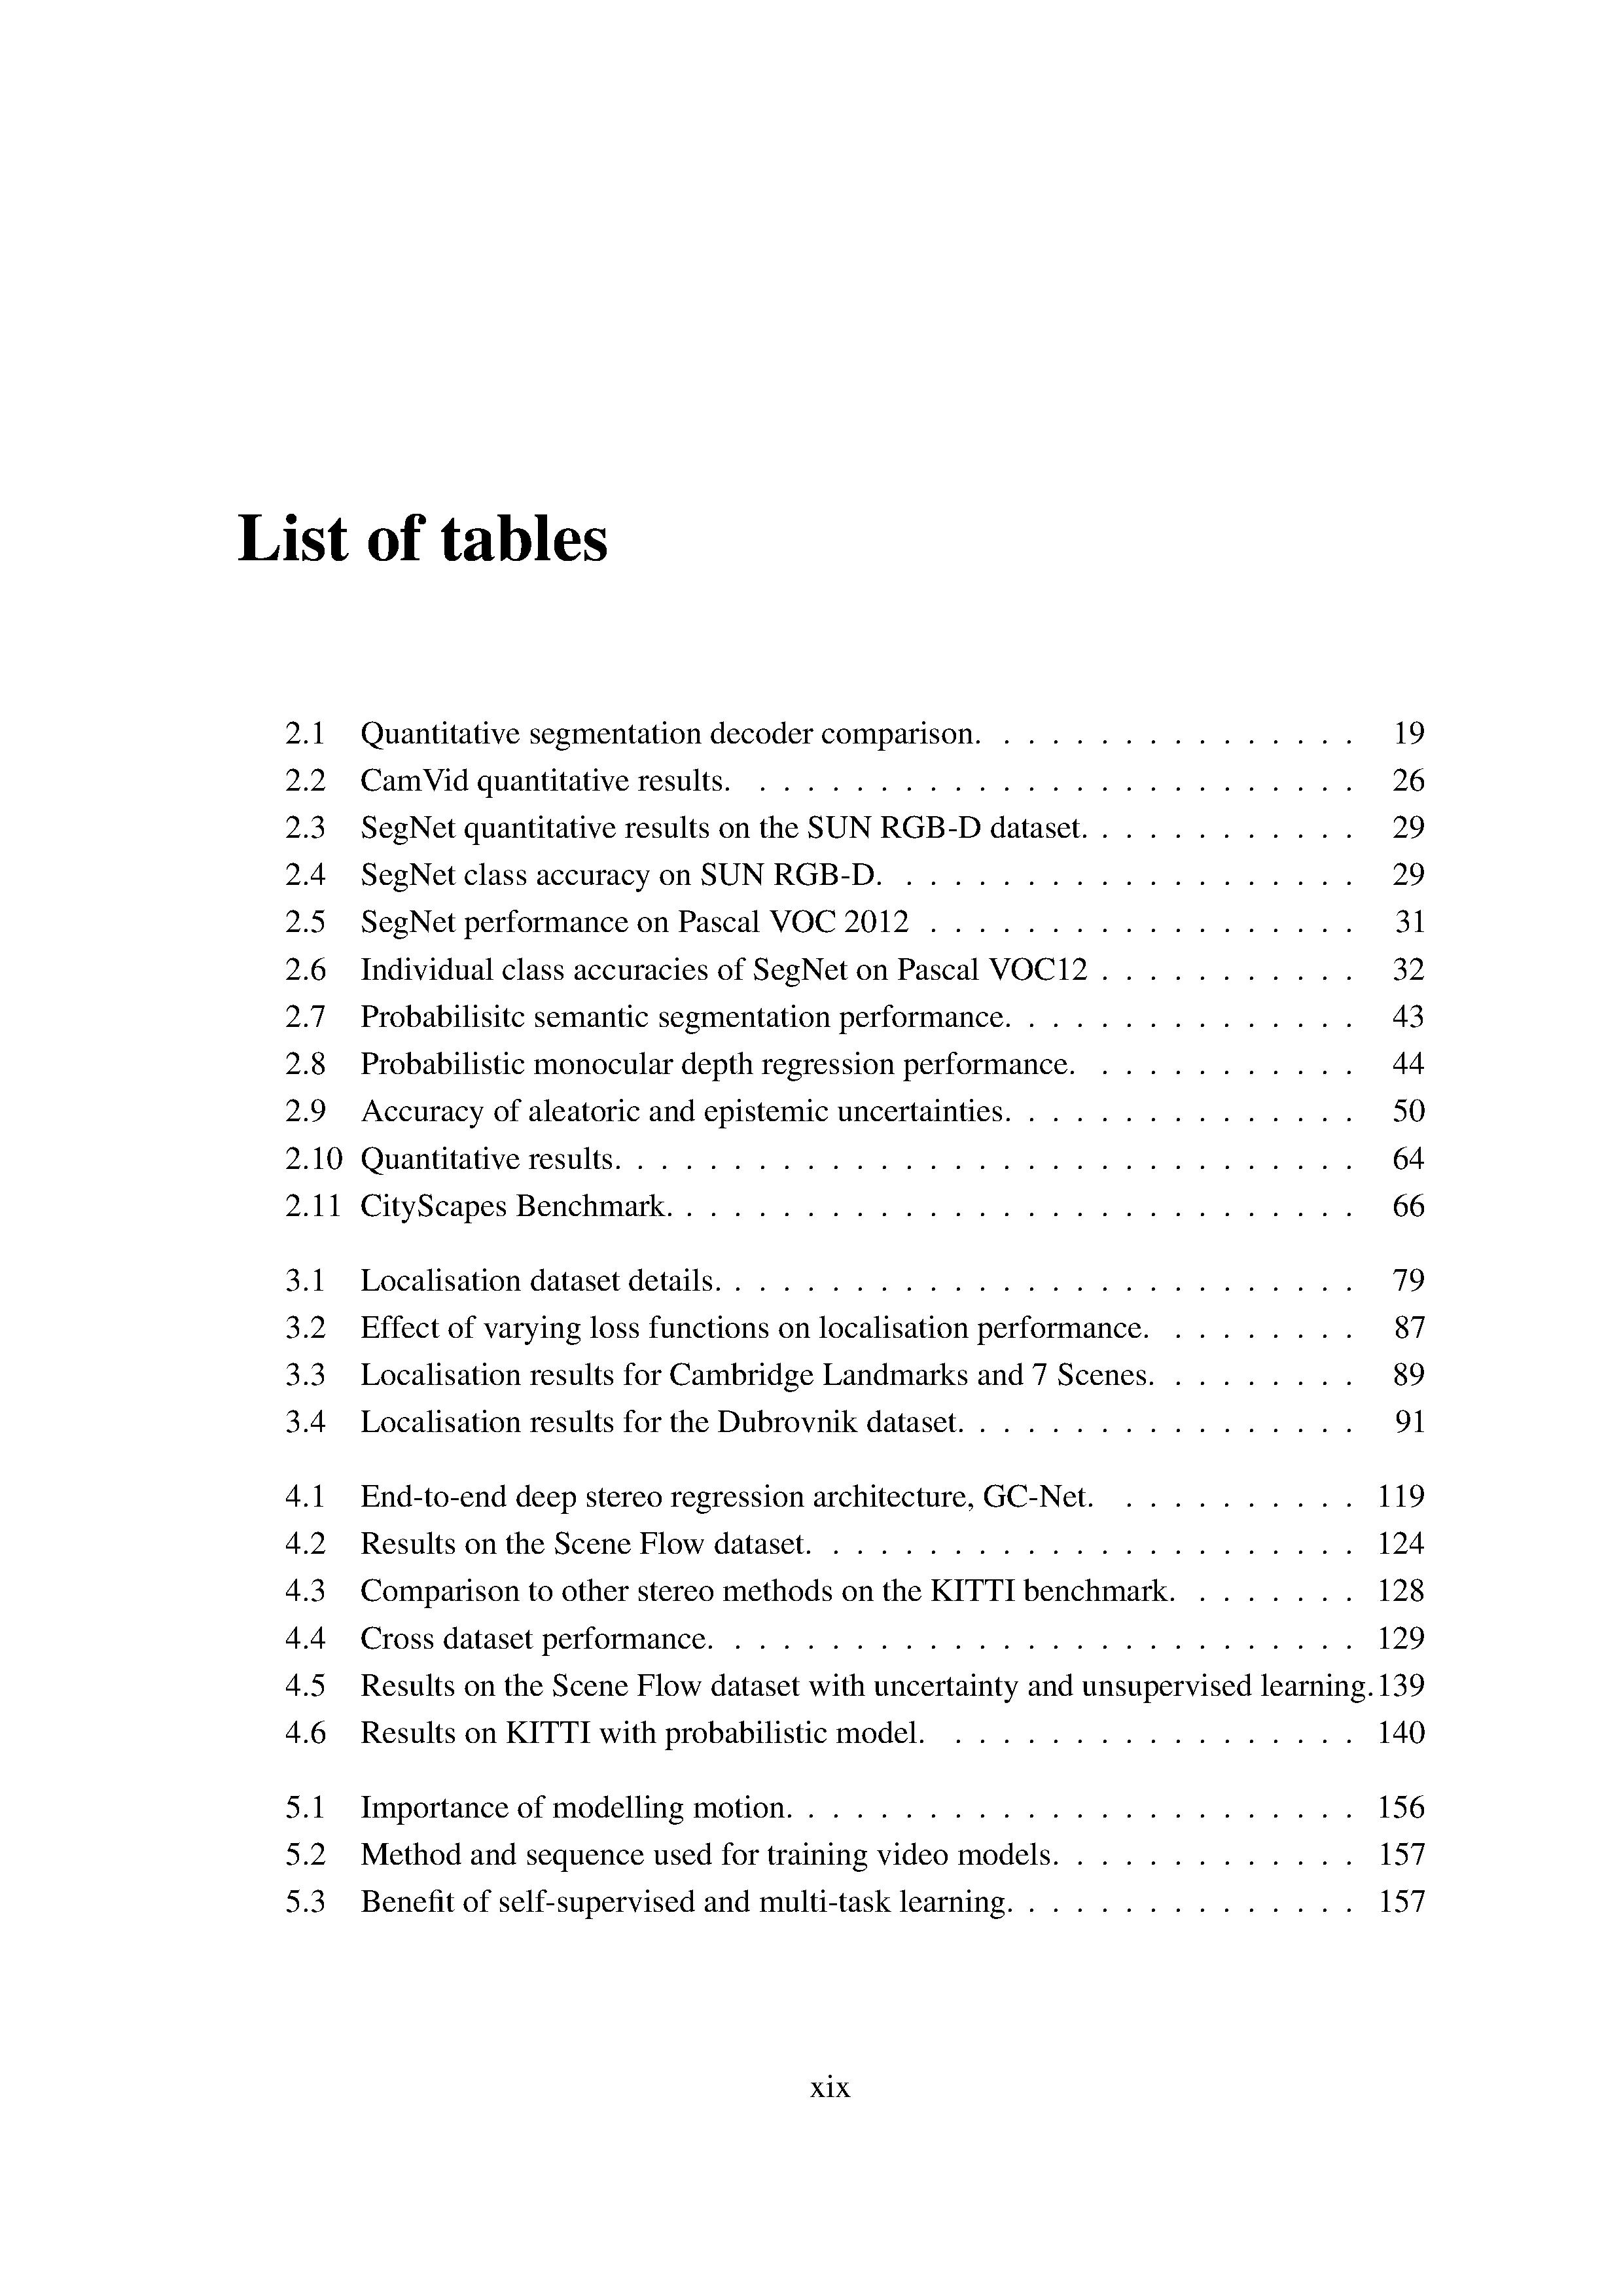 List of tables
2.1 Quantitative segmentation decoder comparison. . . . . . . . . . . . . . . . 19
2.2 CamVid quantitative results. . . . . . . . . . . . . . . . . . . . . . . . . . 26
2.3 SegNet quantitative results on the SUN RGB-D dataset. . . . . . . . . . . . 29
2.4 SegNet class accuracy on SUN RGB-D. . . . . . . . . . . . . . . . . . . . 29
2.5 SegNet performance on Pascal VOC 2012 . . . . . . . . . . . . . . . . . . 31
2.6 Individual class accuracies of SegNet on Pascal VOC12 . . . . . . . . . . . 32
2.7 Probabilisitc semantic segmentation performance. . . . . . . . . . . . . . . 43
2.8 Probabilistic monocular depth regression performance. . . . . . . . . . . . 44
2.9 Accuracy of aleatoric and epistemic uncertainties. . . . . . . . . . . . . . . 50
2.10 Quantitative results. . . . . . . . . . . . . . . . . . . . . . . . . . . . . . . 64
2.11 CityScapes Benchmark. . . . . . . . . . . . . . . . . . . . . . . . . . . . . 66
3.1 Localisation dataset details. . . . . . . . . . . . . . . . . . . . . . . . . . . 79
3.2 Effect of varying loss functions on localisation performance. . . . . . . . . 87
3.3 Localisation results for Cambridge Landmarks and 7 Scenes. . . . . . . . . 89
3.4 Localisation results for the Dubrovnik dataset. . . . . . . . . . . . . . . . . 91
4.1 End-to-end deep stereo regression architecture, GC-Net. . . . . . . . . . . 119
4.2 Results on the Scene Flow dataset. . . . . . . . . . . . . . . . . . . . . . . 124
4.3 Comparison to other stereo methods on the KITTI benchmark. . . . . . . . 128
4.4 Cross dataset performance. . . . . . . . . . . . . . . . . . . . . . . . . . . 129
4.5 Results on the Scene Flow dataset with uncertainty and unsupervised learning. 139
4.6 Results on KITTI with probabilistic model. . . . . . . . . . . . . . . . . . 140
5.1 Importance of modelling motion. . . . . . . . . . . . . . . . . . . . . . . . 156
5.2 Method and sequence used for training video models. . . . . . . . . . . . . 157
5.3 Benefit of self-supervised and multi-task learning. . . . . . . . . . . . . . . 157
xix